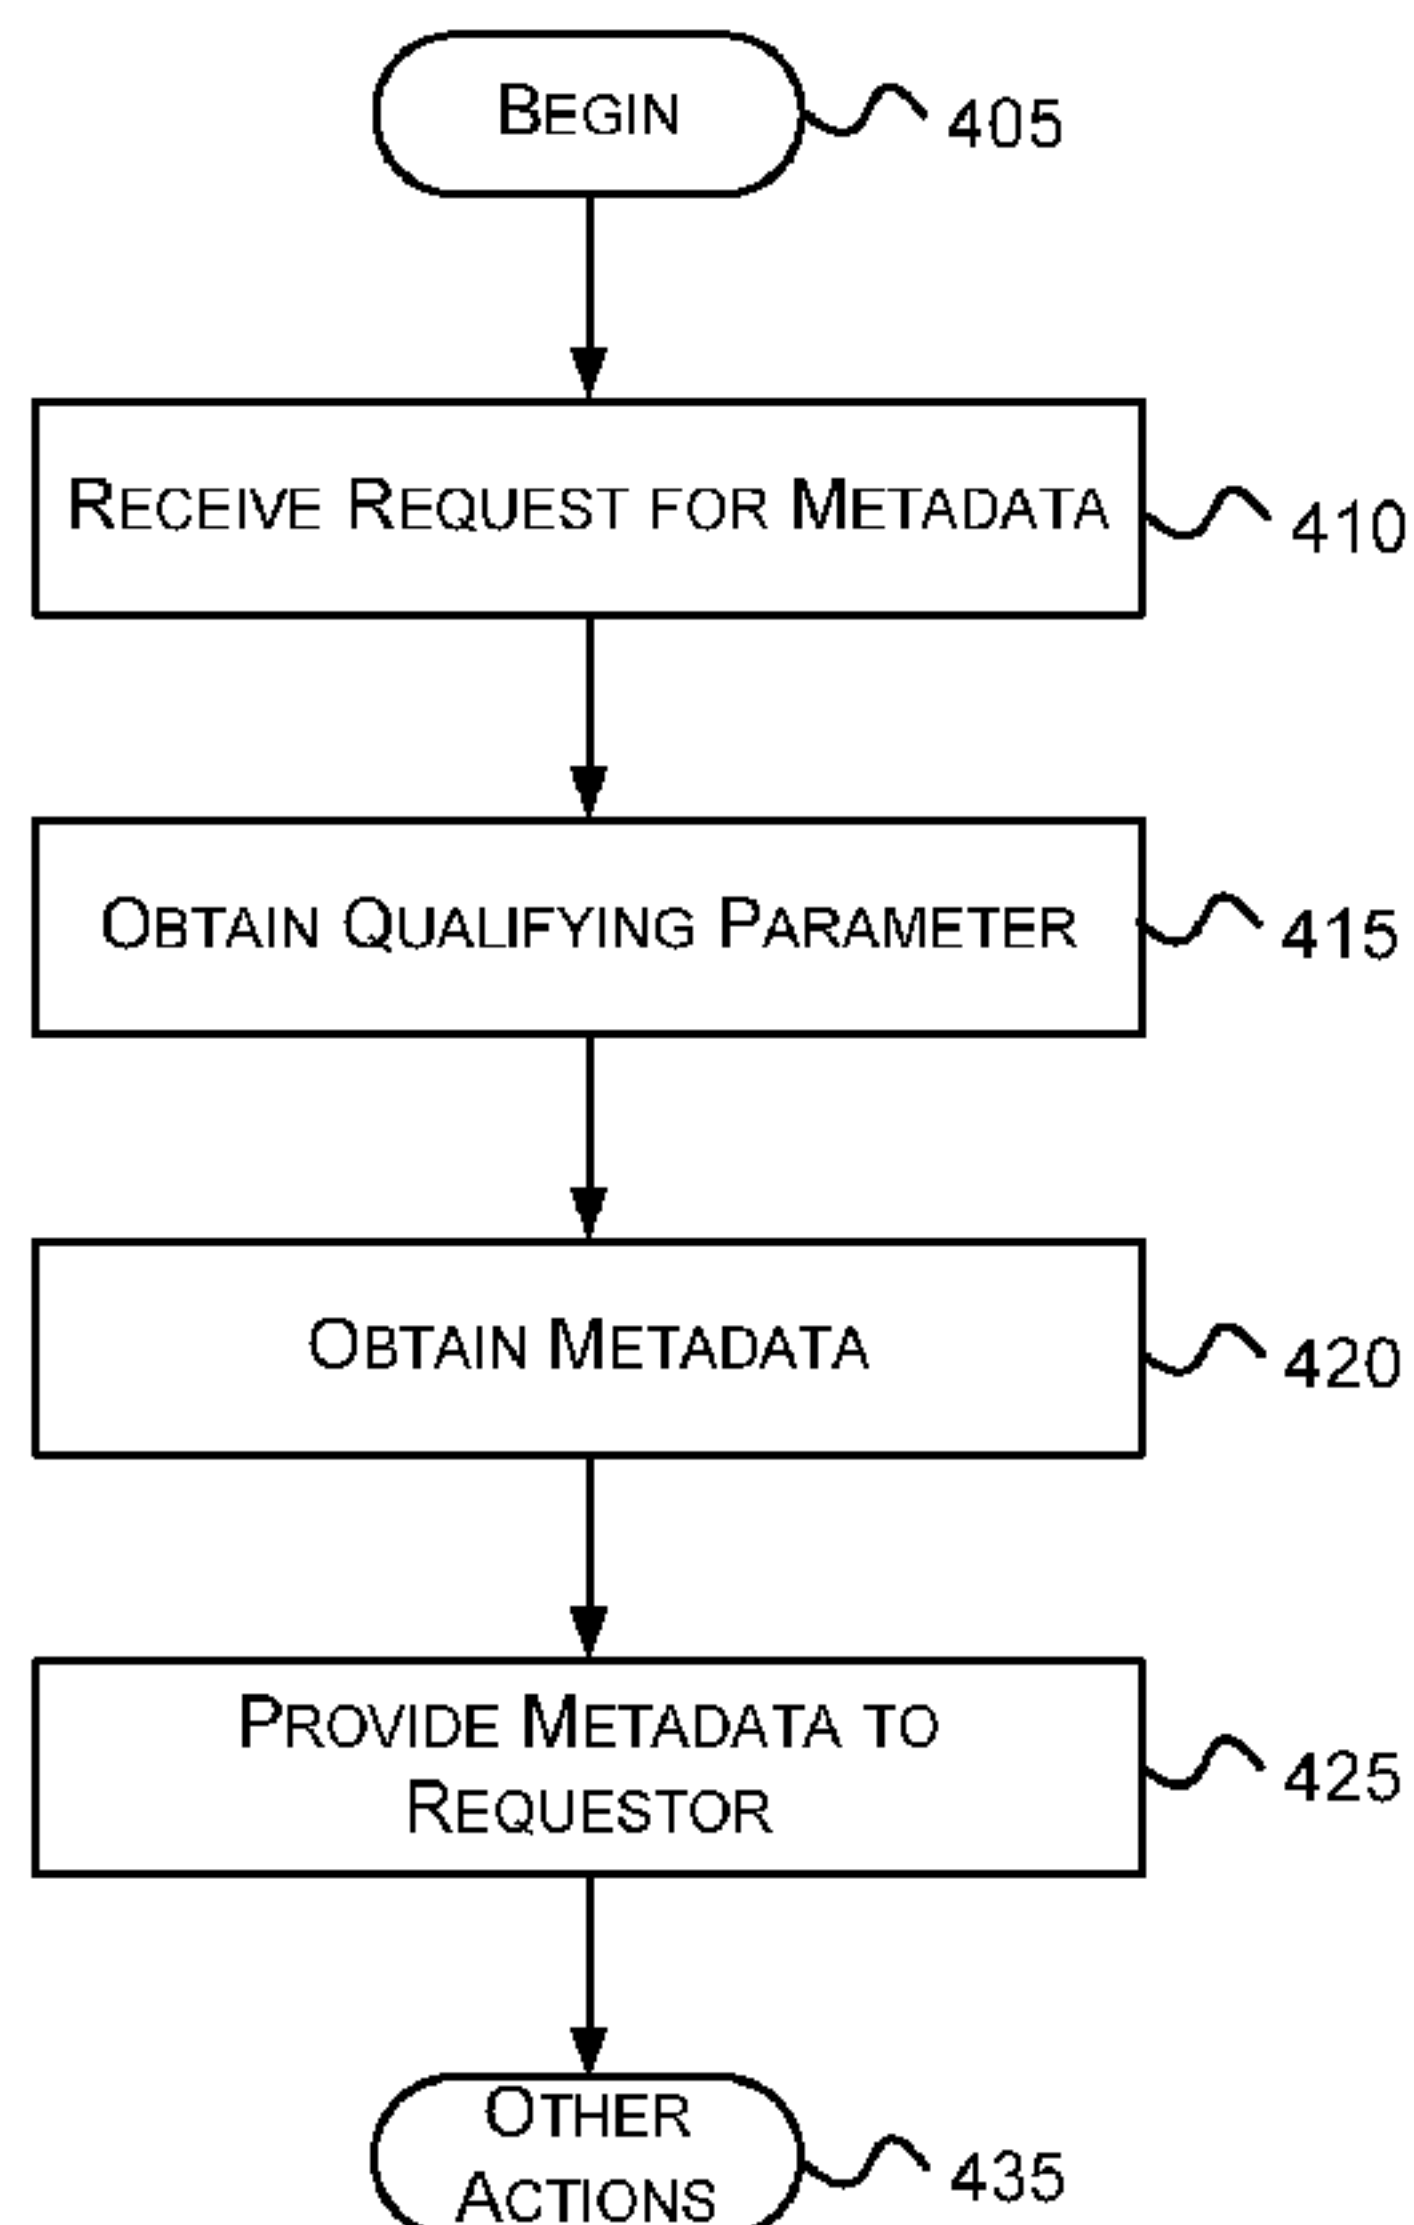 BEGIN
405
RECEIVE REQUEST FOR METADATA
410
OBTAIN QUALIFYING PARAMETER
415
OBTAIN METADATA
420
PROVIDE METADATA TO
REQUESTOR
425
OTHER
ACTIONS
435